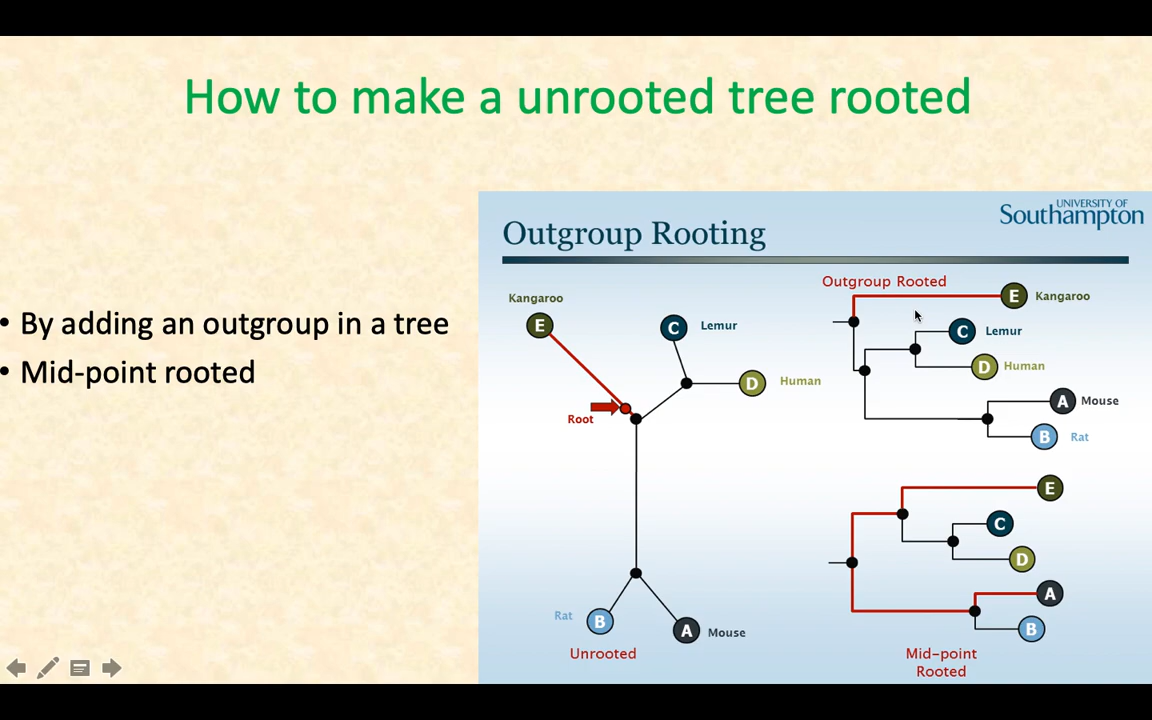 How to make a unrooted tree rooted
• By adding an outgroup in a tree
• Mid-point rooted
UNIVERSITY OF
Southampton
Outgroup Rooting
Kangaroo
E
C
Lemur
D
Human
Root
Rat
B
A
Mouse
Unrooted
Outgroup Rooted
E
Kangaroo
C
Lemur
D
Human
A
Mouse
B
Rat
E
C
D
A
B
Mid-point
Rooted